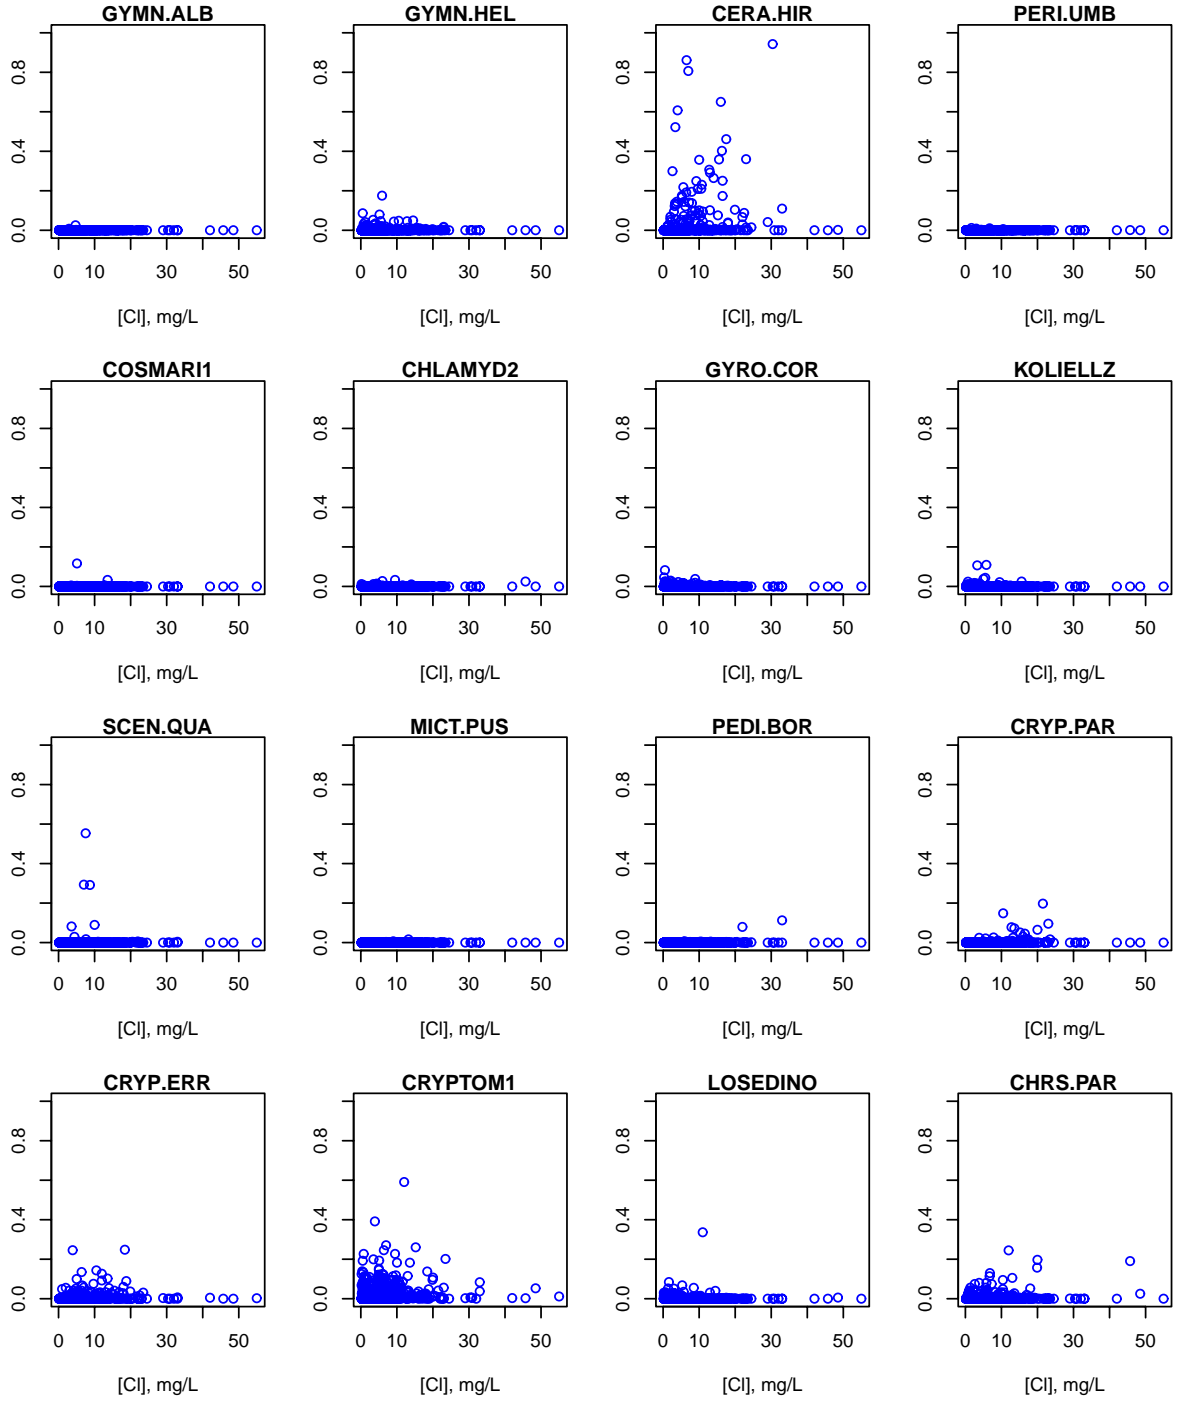 GYMN.ALB GYMN.HEL CERA.HIR PERI.UMB
0.8 0.8 0.8 0.8
0.4 0.4 0.4 0.4
0.0 0.0 0.0 0.0
0 10 30 50 0 10 30 50 0 10 30 50 0 10 30 50
[Cl], mg/L [Cl], mg/L [Cl], mg/L [Cl], mg/L
COSMARI1 CHLAMYD2 GYRO.COR KOLIELLZ
0.8 0.8 0.8 0.8
0.4 0.4 0.4 0.4
0.0 0.0 0.0 0.0
0 10 30 50 0 10 30 50 0 10 30 50 0 10 30 50
[Cl], mg/L [Cl], mg/L [Cl], mg/L [Cl], mg/L
SCEN.QUA MICT.PUS PEDI.BOR CRYP.PAR
0.8 0.8 0.8 0.8
0.4 0.4 0.4 0.4
0.0 0.0 0.0 0.0
0 10 30 50 0 10 30 50 0 10 30 50 0 10 30 50
[Cl], mg/L [Cl], mg/L [Cl], mg/L [Cl], mg/L
CRYP.ERR CRYPTOM1 LOSEDINO CHRS.PAR
0.8 0.8 0.8 0.8
0.4 0.4 0.4 0.4
0.0 0.0 0.0 0.0
0 10 30 50 0 10 30 50 0 10 30 50 0 10 30 50
[Cl], mg/L [Cl], mg/L [Cl], mg/L [Cl], mg/L